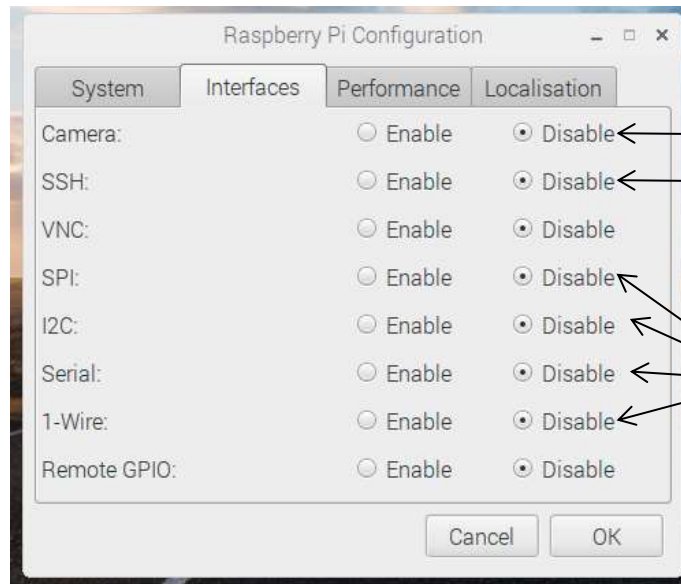 Raspberry Pi Configuration
System Interfaces Performance Localisation
Camera: Enable Disable
SSH: Enable Disable
VNC: Enable Disable
SPI: Enable Disable
I2C: Enable Disable
Serial: Enable Disable
1-Wire: Enable Disable
Remote GPIO: Enable Disable
Cancel OK